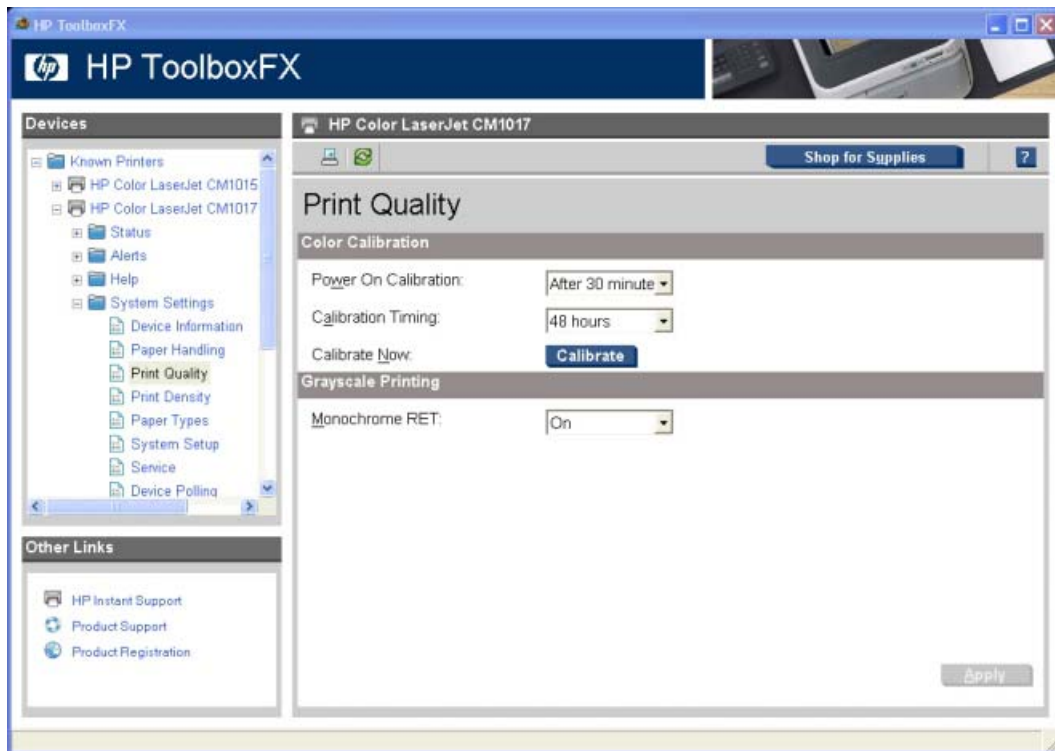 HP ToolboxFX
hp HP ToolboxFX
Devices
Known Printers
HP Color LaserJet CM1015
HP Color LaserJet CM1017
Status
Alerts
Help
System Settings
Device Information
Paper Handling
Print Quality
Print Density
Paper Types
System Setup
Service
Device Polling
Other Links
HP Instant Support
Product Support
Product Registration
HP Color LaserJet CM1017
Shop for Supplies ?
Print Quality
Color Calibration
Power On Calibration: After 30 minute
Calibration Timing: 48 hours
Calibrate Now: Calibrate
Grayscale Printing
Monochrome RET: On
Apply